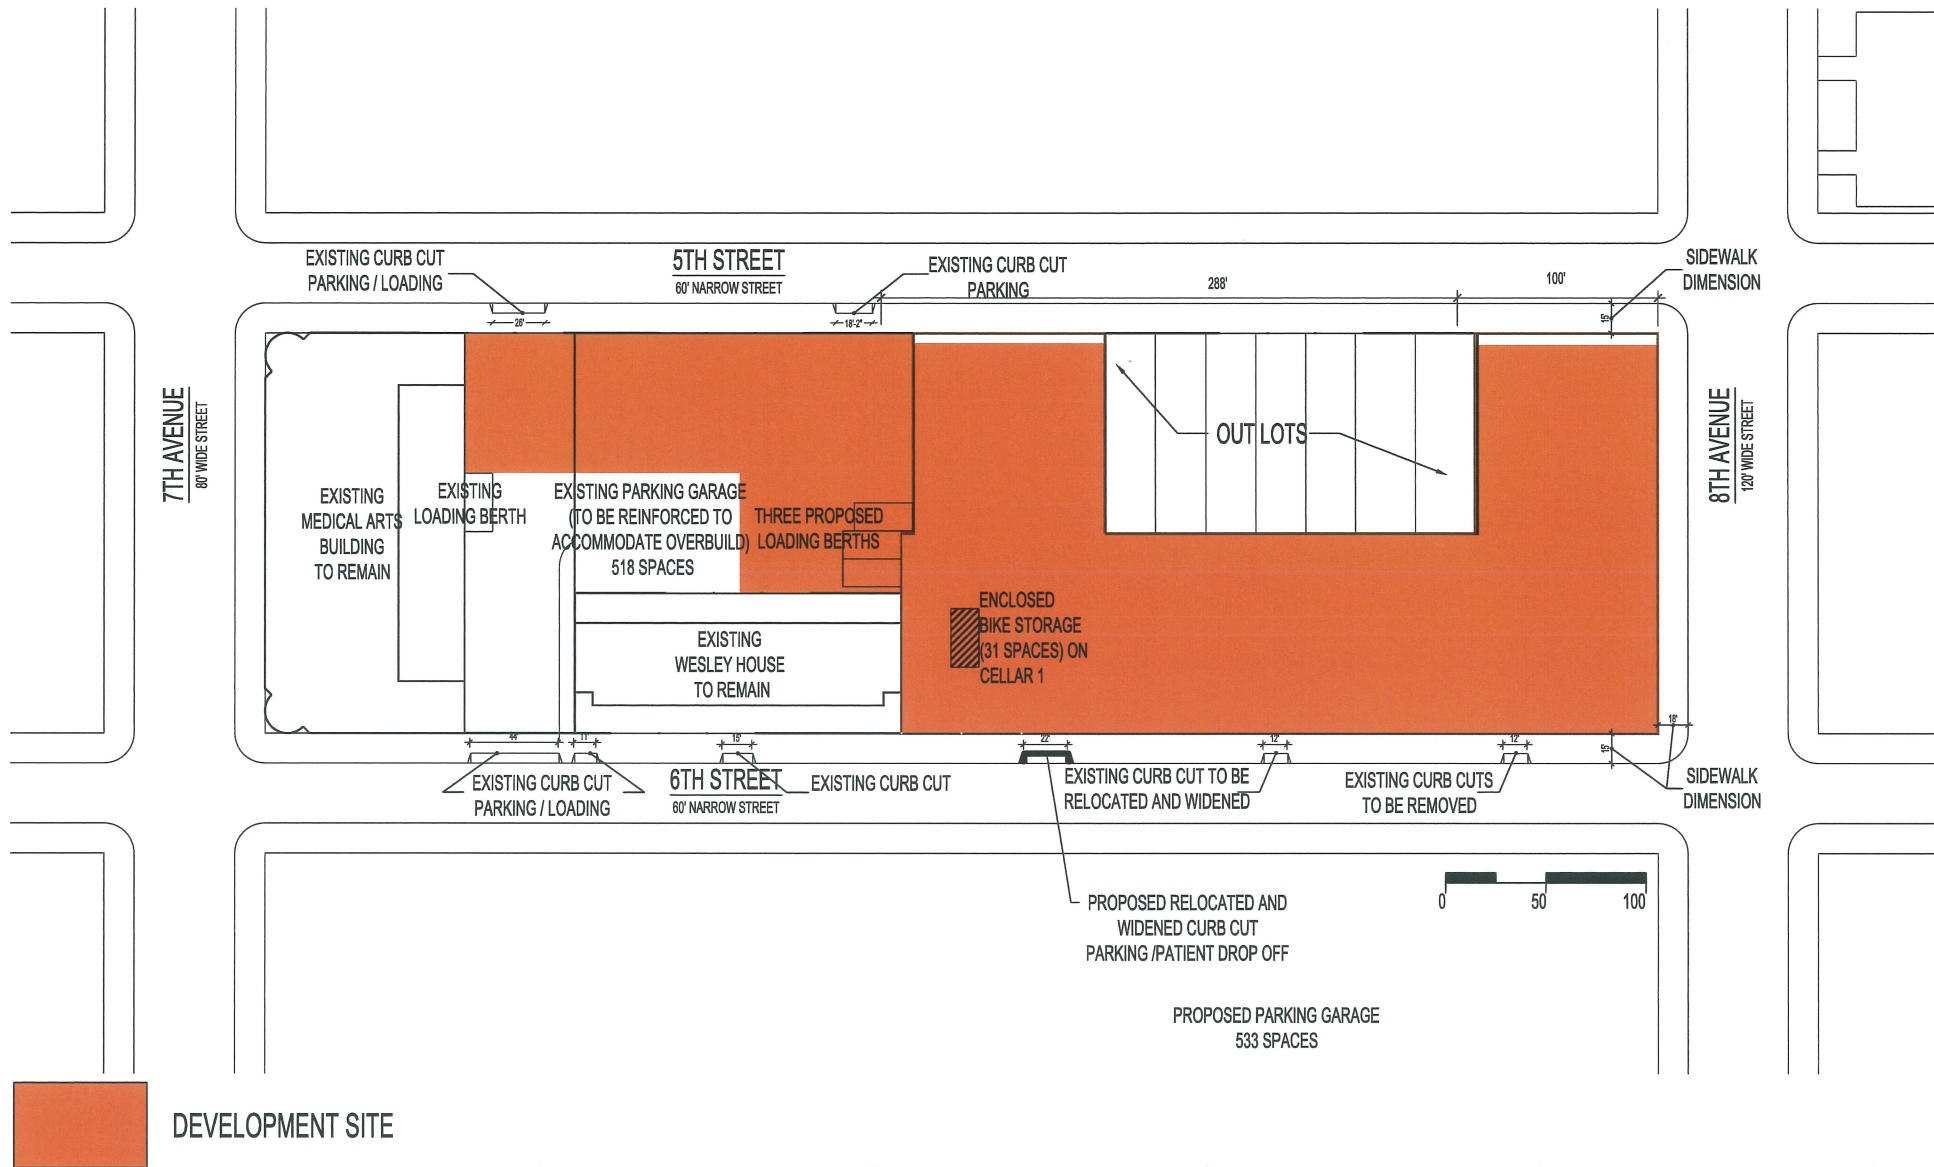 EXISTING CURB CUT
PARKING / LOADING
5TH STREET
60' NARROW STREET
EXISTING CURB CUT
PARKING
288'
100'
SIDEWALK
DIMENSION
26'
18'-2"
15'
7TH AVENUE
80' WIDE STREET
8TH AVENUE
120' WIDE STREET
OUT LOTS
EXISTING
MEDICAL ARTS
BUILDING
TO REMAIN
EXISTING
LOADING BERTH
EXISTING PARKING GARAGE
(TO BE REINFORCED TO
ACCOMMODATE OVERBUILD)
518 SPACES
THREE PROPOSED
LOADING BERTHS
ENCLOSED
BIKE STORAGE
(31 SPACES) ON
CELLAR 1
EXISTING
WESLEY HOUSE
TO REMAIN
44'
11'
15'
22'
12'
12'
18'
15'
EXISTING CURB CUT
PARKING / LOADING
6TH STREET
60' NARROW STREET
EXISTING CURB CUT
EXISTING CURB CUT TO BE
RELOCATED AND WIDENED
EXISTING CURB CUTS
TO BE REMOVED
SIDEWALK
DIMENSION
PROPOSED RELOCATED AND
WIDENED CURB CUT
PARKING /PATIENT DROP OFF
0 50 100
PROPOSED PARKING GARAGE
533 SPACES
DEVELOPMENT SITE